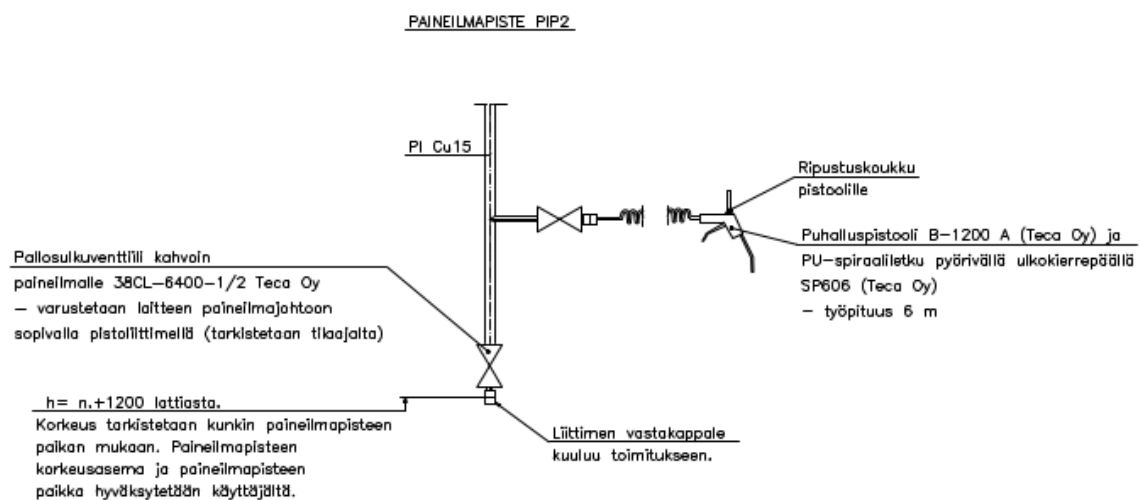 PAINEILMAPISTE PIP2
PI Cu15
Ripustuskoukku
pistoolille
Puhalluspistooli B-1200 A (Teca Oy) ja
PU-spiraaliletku pyörivällä ulkokierrepäällä
SP606 (Teca Oy)
- työpituus 6 m
Pallosulkuventtiili kahvoin
paineilmalle 38CL-6400-1/2 Teca Oy
- varustetaan laitteen paineilmajohtoon
sopivalla pistoliittimellä (tarkistetaan tilaajalta)
h= n.+1200 lattiasta.
Korkeus tarkistetaan kunkin paineilmapisteen
paikan mukaan. Paineilmapisteen
korkeusasema ja paineilmapisteen
paikka hyväksytetään käyttäjältä.
Liittimen vastakappale
kuuluu toimitukseen.